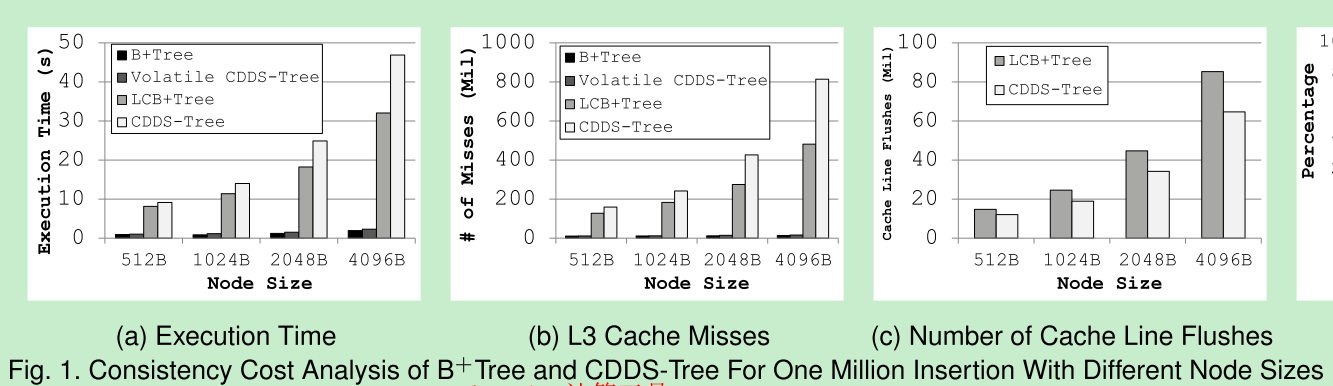 50
40
30
20
10
0
Execution Time (s)
B+Tree
Volatile CDDS-Tree
LCB+Tree
CDDS-Tree
512B 1024B 2048B 4096B
Node Size
(a) Execution Time
1000
800
600
400
200
0
# of Misses (Mil)
B+Tree
Volatile CDDS-Tree
LCB+Tree
CDDS-Tree
512B 1024B 2048B 4096B
Node Size
(b) L3 Cache Misses
100
80
60
40
20
0
Cache Line Flushes (Mil)
LCB+Tree
CDDS-Tree
512B 1024B 2048B 4096B
Node Size
(c) Number of Cache Line Flushes
Percentage
Fig. 1. Consistency Cost Analysis of B+Tree and CDDS-Tree For One Million Insertion With Different Node Sizes